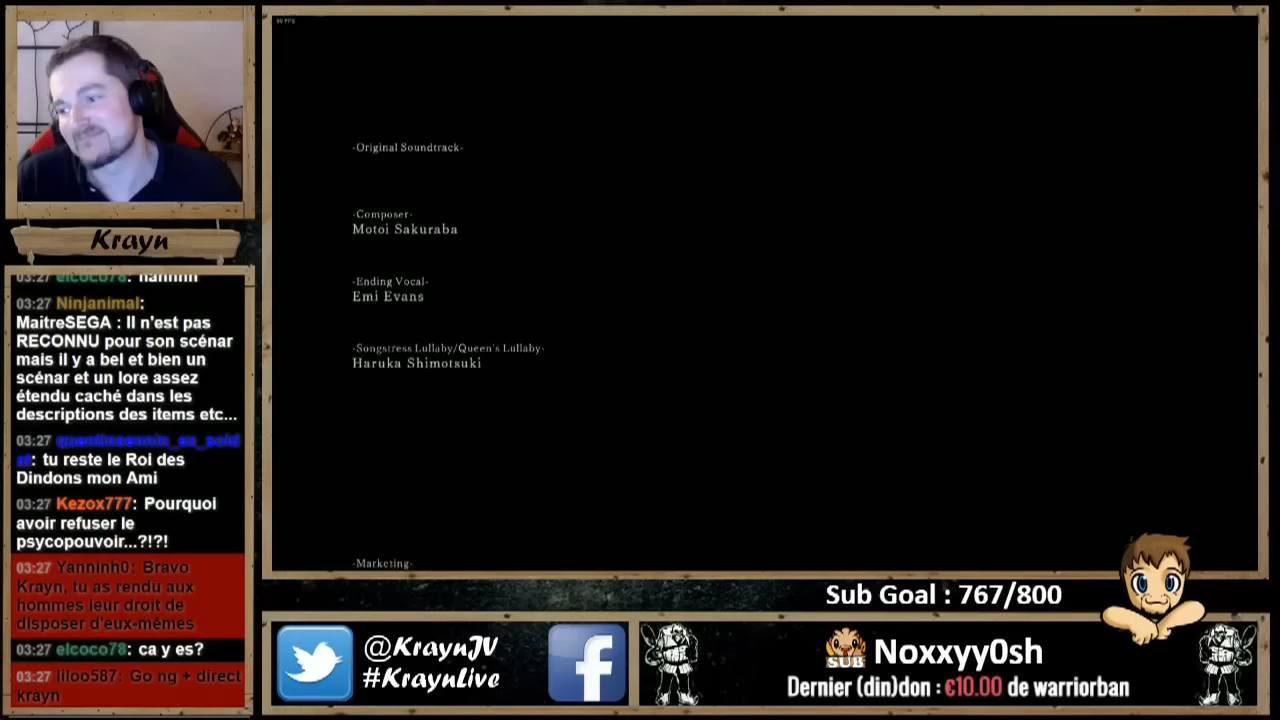 60 FPS
-Original Soundtrack-
-Composer-
Motoi Sakuraba
-Ending Vocal-
Emi Evans
-Songstress Lullaby/Queen's Lullaby-
Haruka Shimotsuki
-Marketing-
Krayn
03:27 elcoco78: nannnn
03:27 Ninjanimal:
MaitreSEGA : Il n'est pas
RECONNU pour son scénar
mais il y a bel et bien un
scénar et un lore assez
étendu caché dans les
descriptions des items etc...
03:27
: tu reste le Roi des
Dindons mon Ami
03:27 Kezox777: Pourquoi
avoir refuser le
psycopouvoir...?!?!
03:27 Yanninh0: Bravo
Krayn, tu as rendu aux
hommes leur droit de
disposer d'eux-mêmes
03:27 elcoco78: ca y es?
03:27 liloo587: Go ng + direct
krayn
Sub Goal : 767/800
@KraynJV
#KraynLive
SUB Noxxyy0sh
Dernier (din)don : €10.00 de warriorban